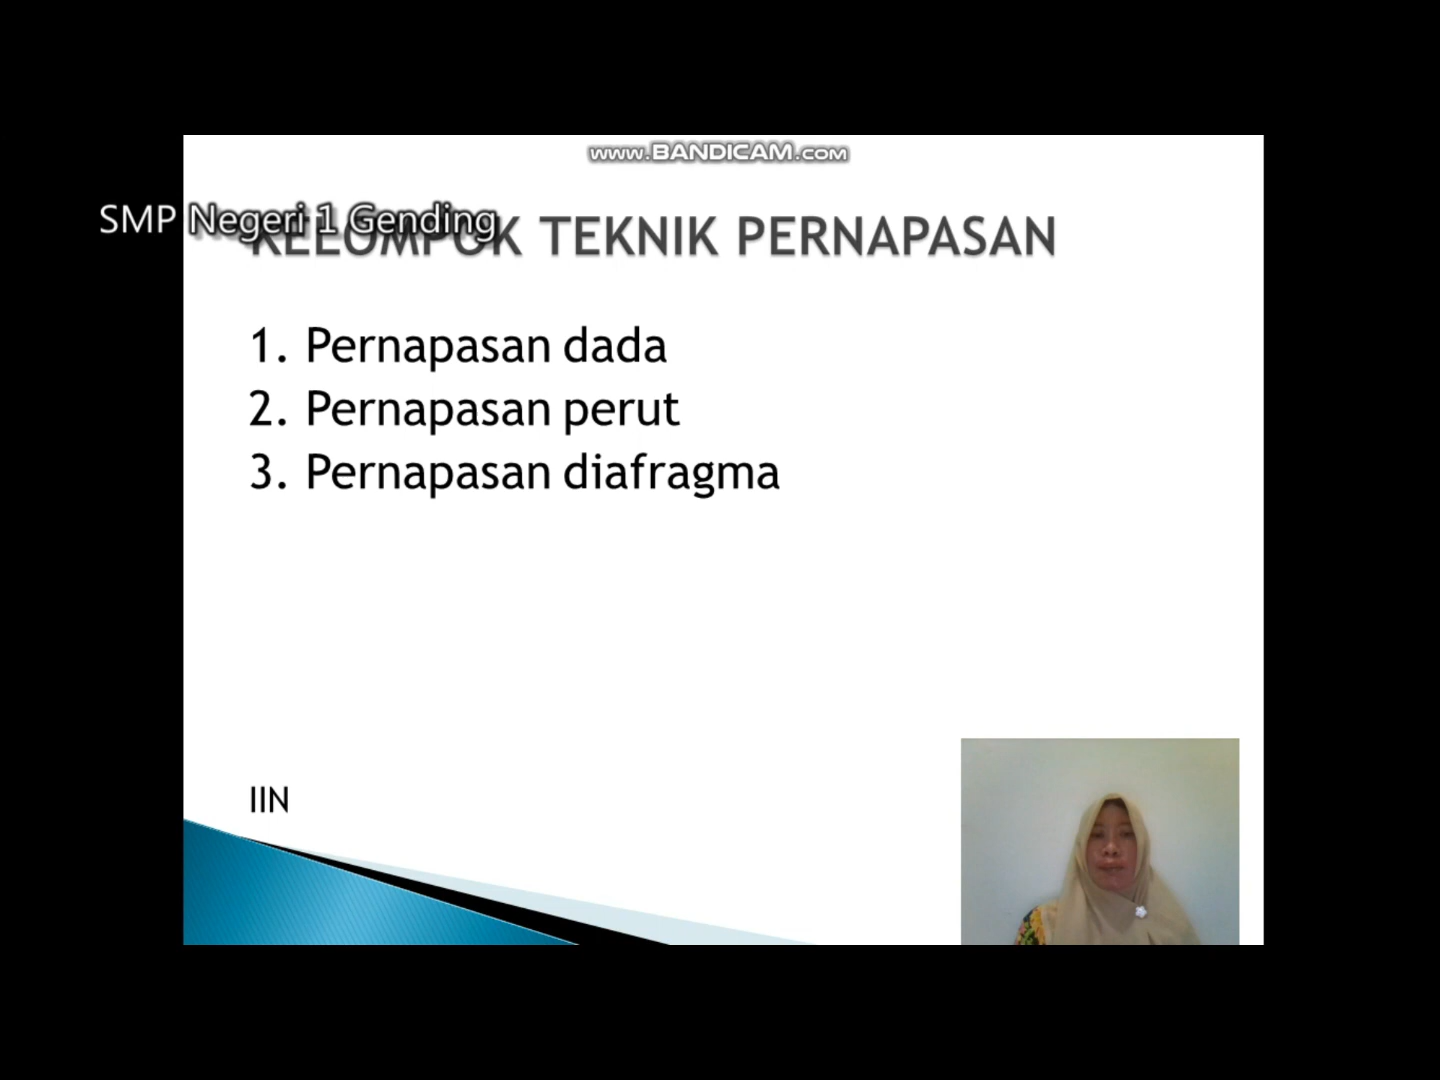 www.BANDICAM.com
SMP Negeri 1 Gending
KELOMPOK TEKNIK PERNAPASAN
1. Pernapasan dada
2. Pernapasan perut
3. Pernapasan diafragma
IIN